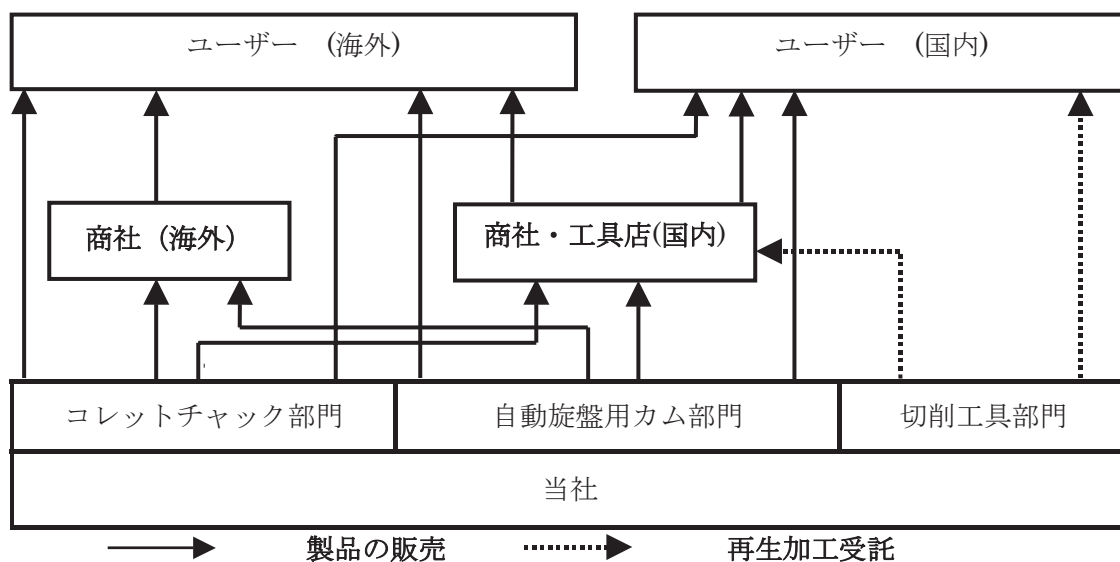 ユーザー (海外)
ユーザー (国内)
商社（海外）
商社・工具店(国内)
コレットチャック部門
自動旋盤用カム部門
切削工具部門
当社
製品の販売
再生加工受託